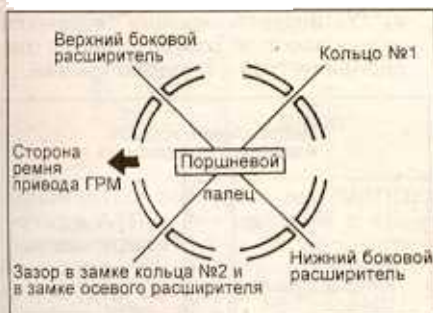 Верхний боковой
расширитель
Кольцо №1
Сторона
ремня
привода ГРМ
Поршневой
палец
Зазор в замке кольца №2 и
в замке осевого расширителя
Нижний боковой
расширитель